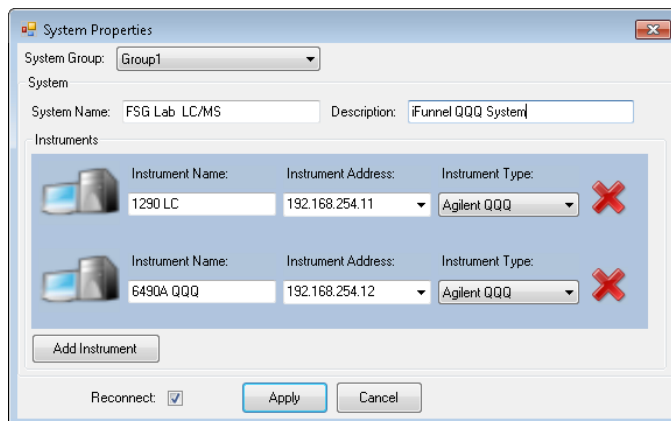 System Properties
System Group: Group1
System
System Name: FSG Lab LC/MS Description: iFunnel QQQ System
Instruments
Instrument Name: Instrument Address: Instrument Type:
1290 LC 192.168.254.11 Agilent QQQ
Instrument Name: Instrument Address: Instrument Type:
6490A QQQ 192.168.254.12 Agilent QQQ
Add Instrument
Reconnect: Apply Cancel